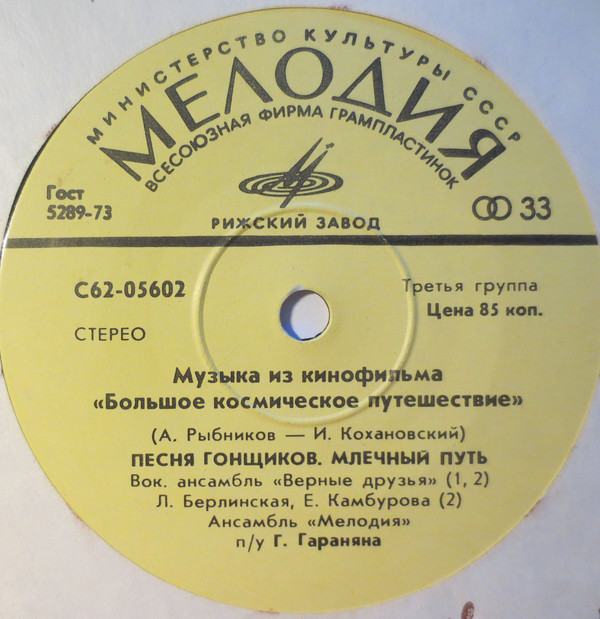 МИНИСТЕРСТВО КУЛЬТУРЫ СССР
МЕЛОДИЯ
ВСЕСОЮЗНАЯ ФИРМА ГРАМПЛАСТИНОК
Гост
5289-73
33
РИЖСКИЙ ЗАВОД
С62-05602
Третья группа
Цена 85 коп.
СТЕРЕО
Музыка из кинофильма
«Большое космическое путешествие»
(А. Рыбников — И. Кохановский)
ПЕСНЯ ГОНЩИКОВ. МЛЕЧНЫЙ ПУТЬ
Вок. ансамбль «Верные друзья» (1, 2)
Л. Берлинская, Е. Камбурова (2)
Ансамбль «Мелодия»
п/у Г. Гараняна